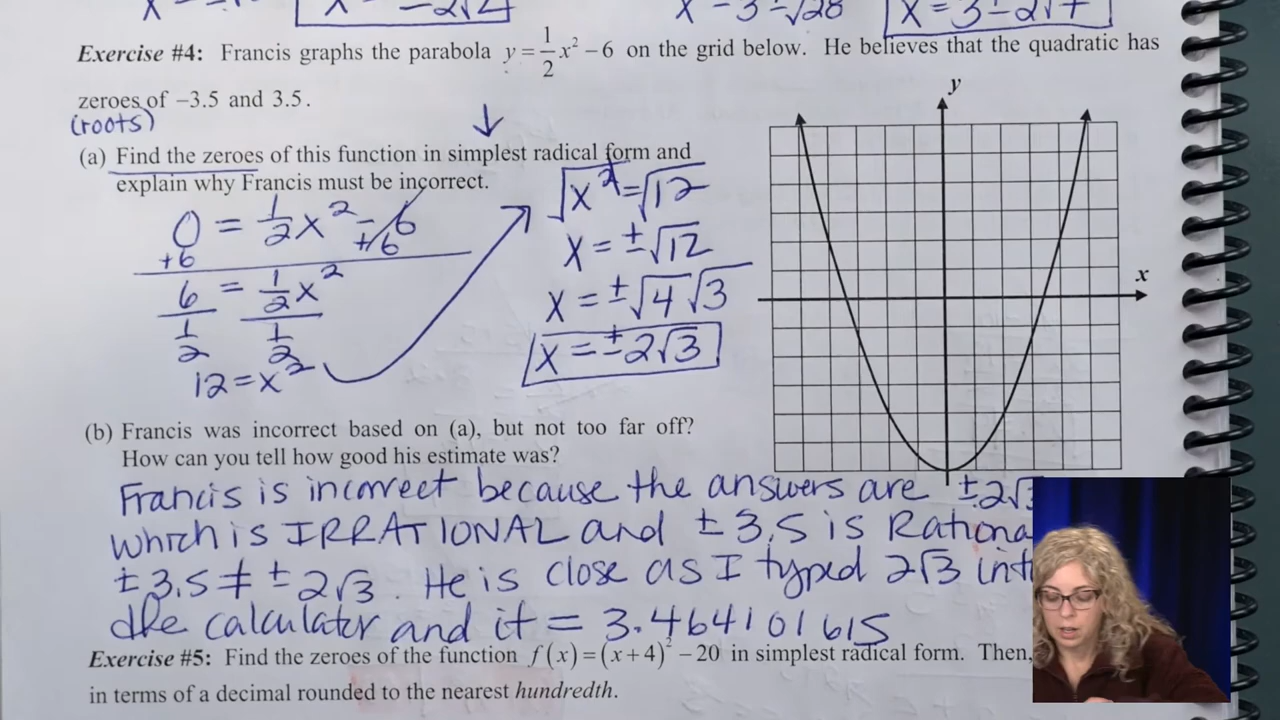 x = 3 ± √28
x = 3 ± 2√7
Exercise #4: Francis graphs the parabola y = 1/2 x² − 6 on the grid below. He believes that the quadratic has
zeroes of −3.5 and 3.5.
(roots)
(a) Find the zeroes of this function in simplest radical form and
explain why Francis must be incorrect.
0 = 1/2 x² − 6
+6 +6
6 = 1/2 x²
1/2 1/2
12 = x²
√x² = √12
x = ± √12
x = ± √4 √3
x = ± 2√3
y
x
(b) Francis was incorrect based on (a), but not too far off?
How can you tell how good his estimate was?
Francis is incorrect because the answers are ±2√3
which is IRRATIONAL and ± 3.5 is Rationa
± 3.5 ≠ ± 2√3. He is close as I typed 2√3 int
the calculater and it = 3.464101615
Exercise #5: Find the zeroes of the function f(x) = (x+4)² − 20 in simplest radical form. Then,
in terms of a decimal rounded to the nearest hundredth.